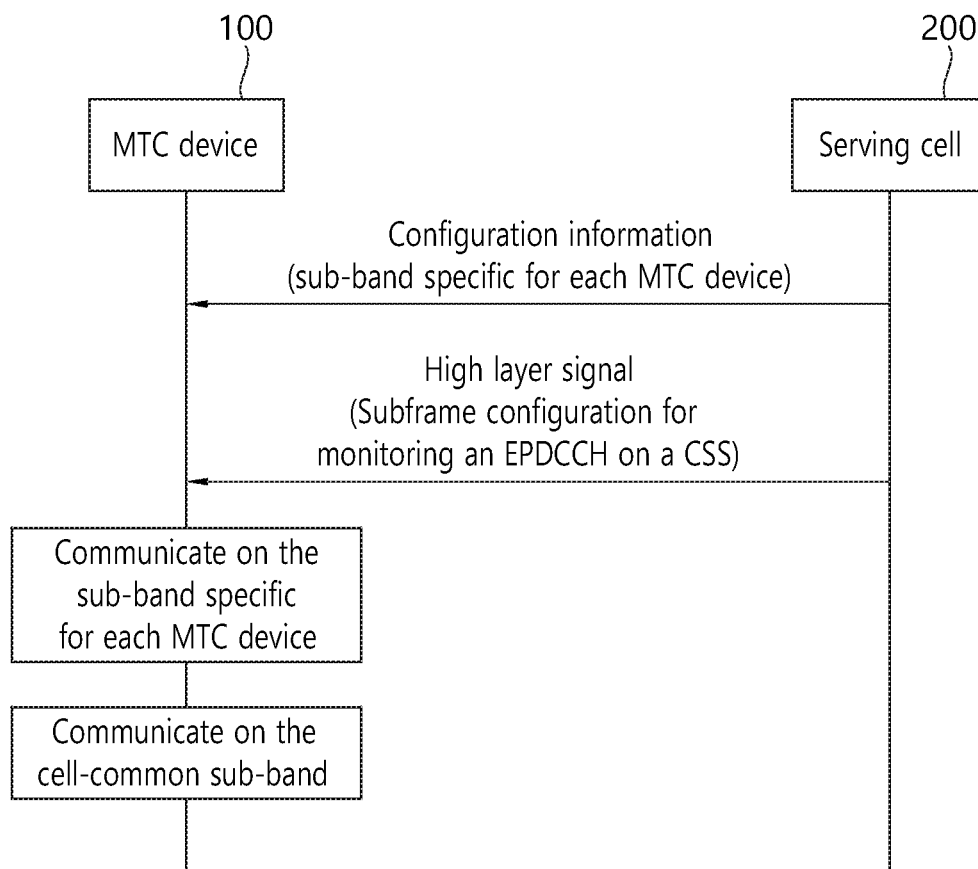 100
200
MTC device
Serving cell
Configuration information
(sub-band specific for each MTC device)
High layer signal
(Subframe configuration for
monitoring an EPDCCH on a CSS)
Communicate on the
sub-band specific
for each MTC device
Communicate on the
cell-common sub-band